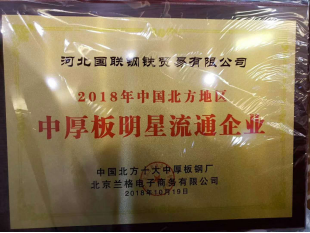 河北国联钢铁贸易有限公司
2018年中国北方地区
中厚板明星流通企业
中国北方十大中厚板钢厂
北京兰格电子商务有限公司
2018年10月19日